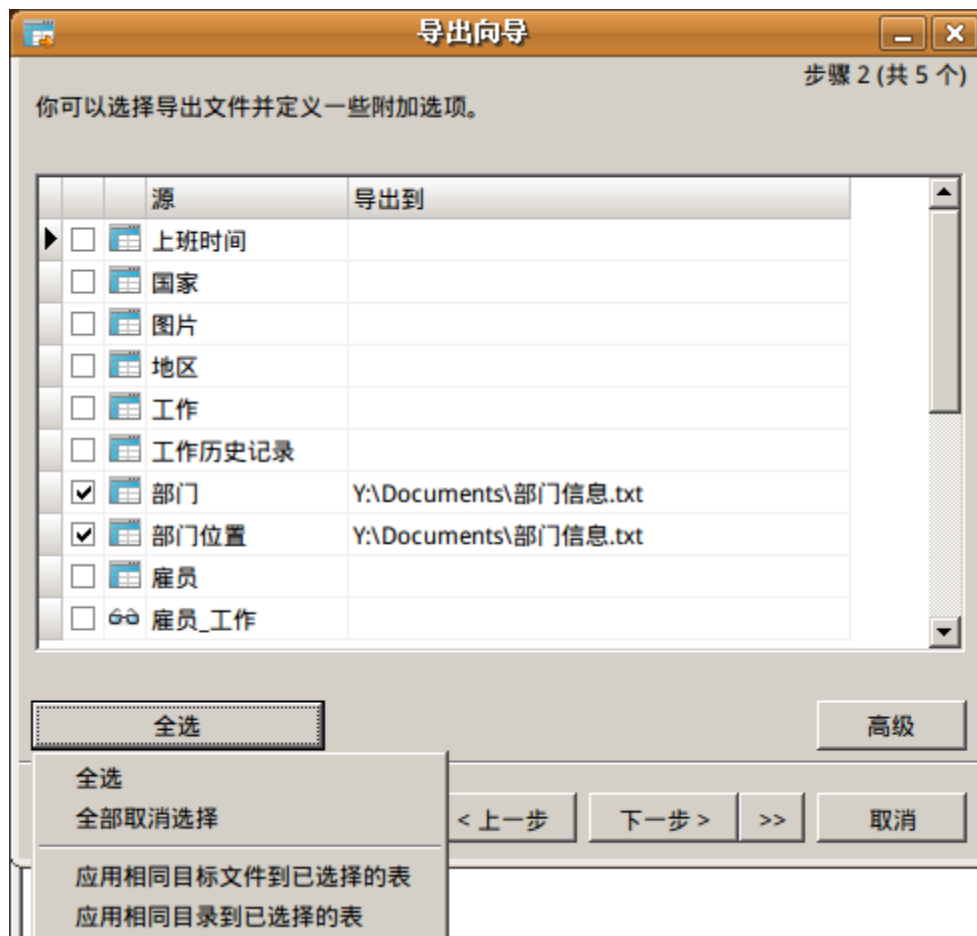 导出向导
步骤 2 (共 5 个)
你可以选择导出文件并定义一些附加选项。
源 导出到
上班时间
国家
图片
地区
工作
工作历史记录
部门 Y:\Documents\部门信息.txt
部门位置 Y:\Documents\部门信息.txt
雇员
雇员_工作
全选 高级
全选
全部取消选择
< 上一步 下一步 > >> 取消
应用相同目标文件到已选择的表
应用相同目录到已选择的表